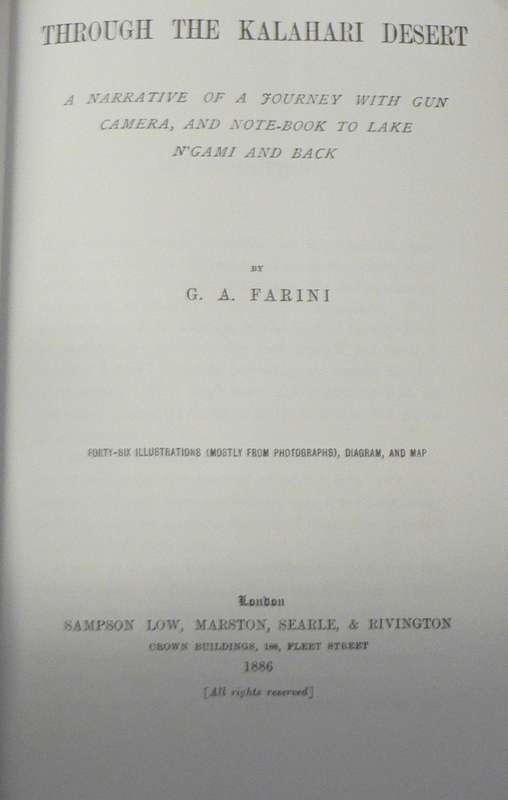 THROUGH THE KALAHARI DESERT
A NARRATIVE OF A JOURNEY WITH GUN
CAMERA, AND NOTE-BOOK TO LAKE
N'GAMI AND BACK
BY
G. A. FARINI
FORTY-SIX ILLUSTRATIONS (MOSTLY FROM PHOTOGRAPHS), DIAGRAM, AND MAP
London
SAMPSON LOW, MARSTON, SEARLE, & RIVINGTON
CROWN BUILDINGS, 188, FLEET STREET
1886
[All rights reserved]